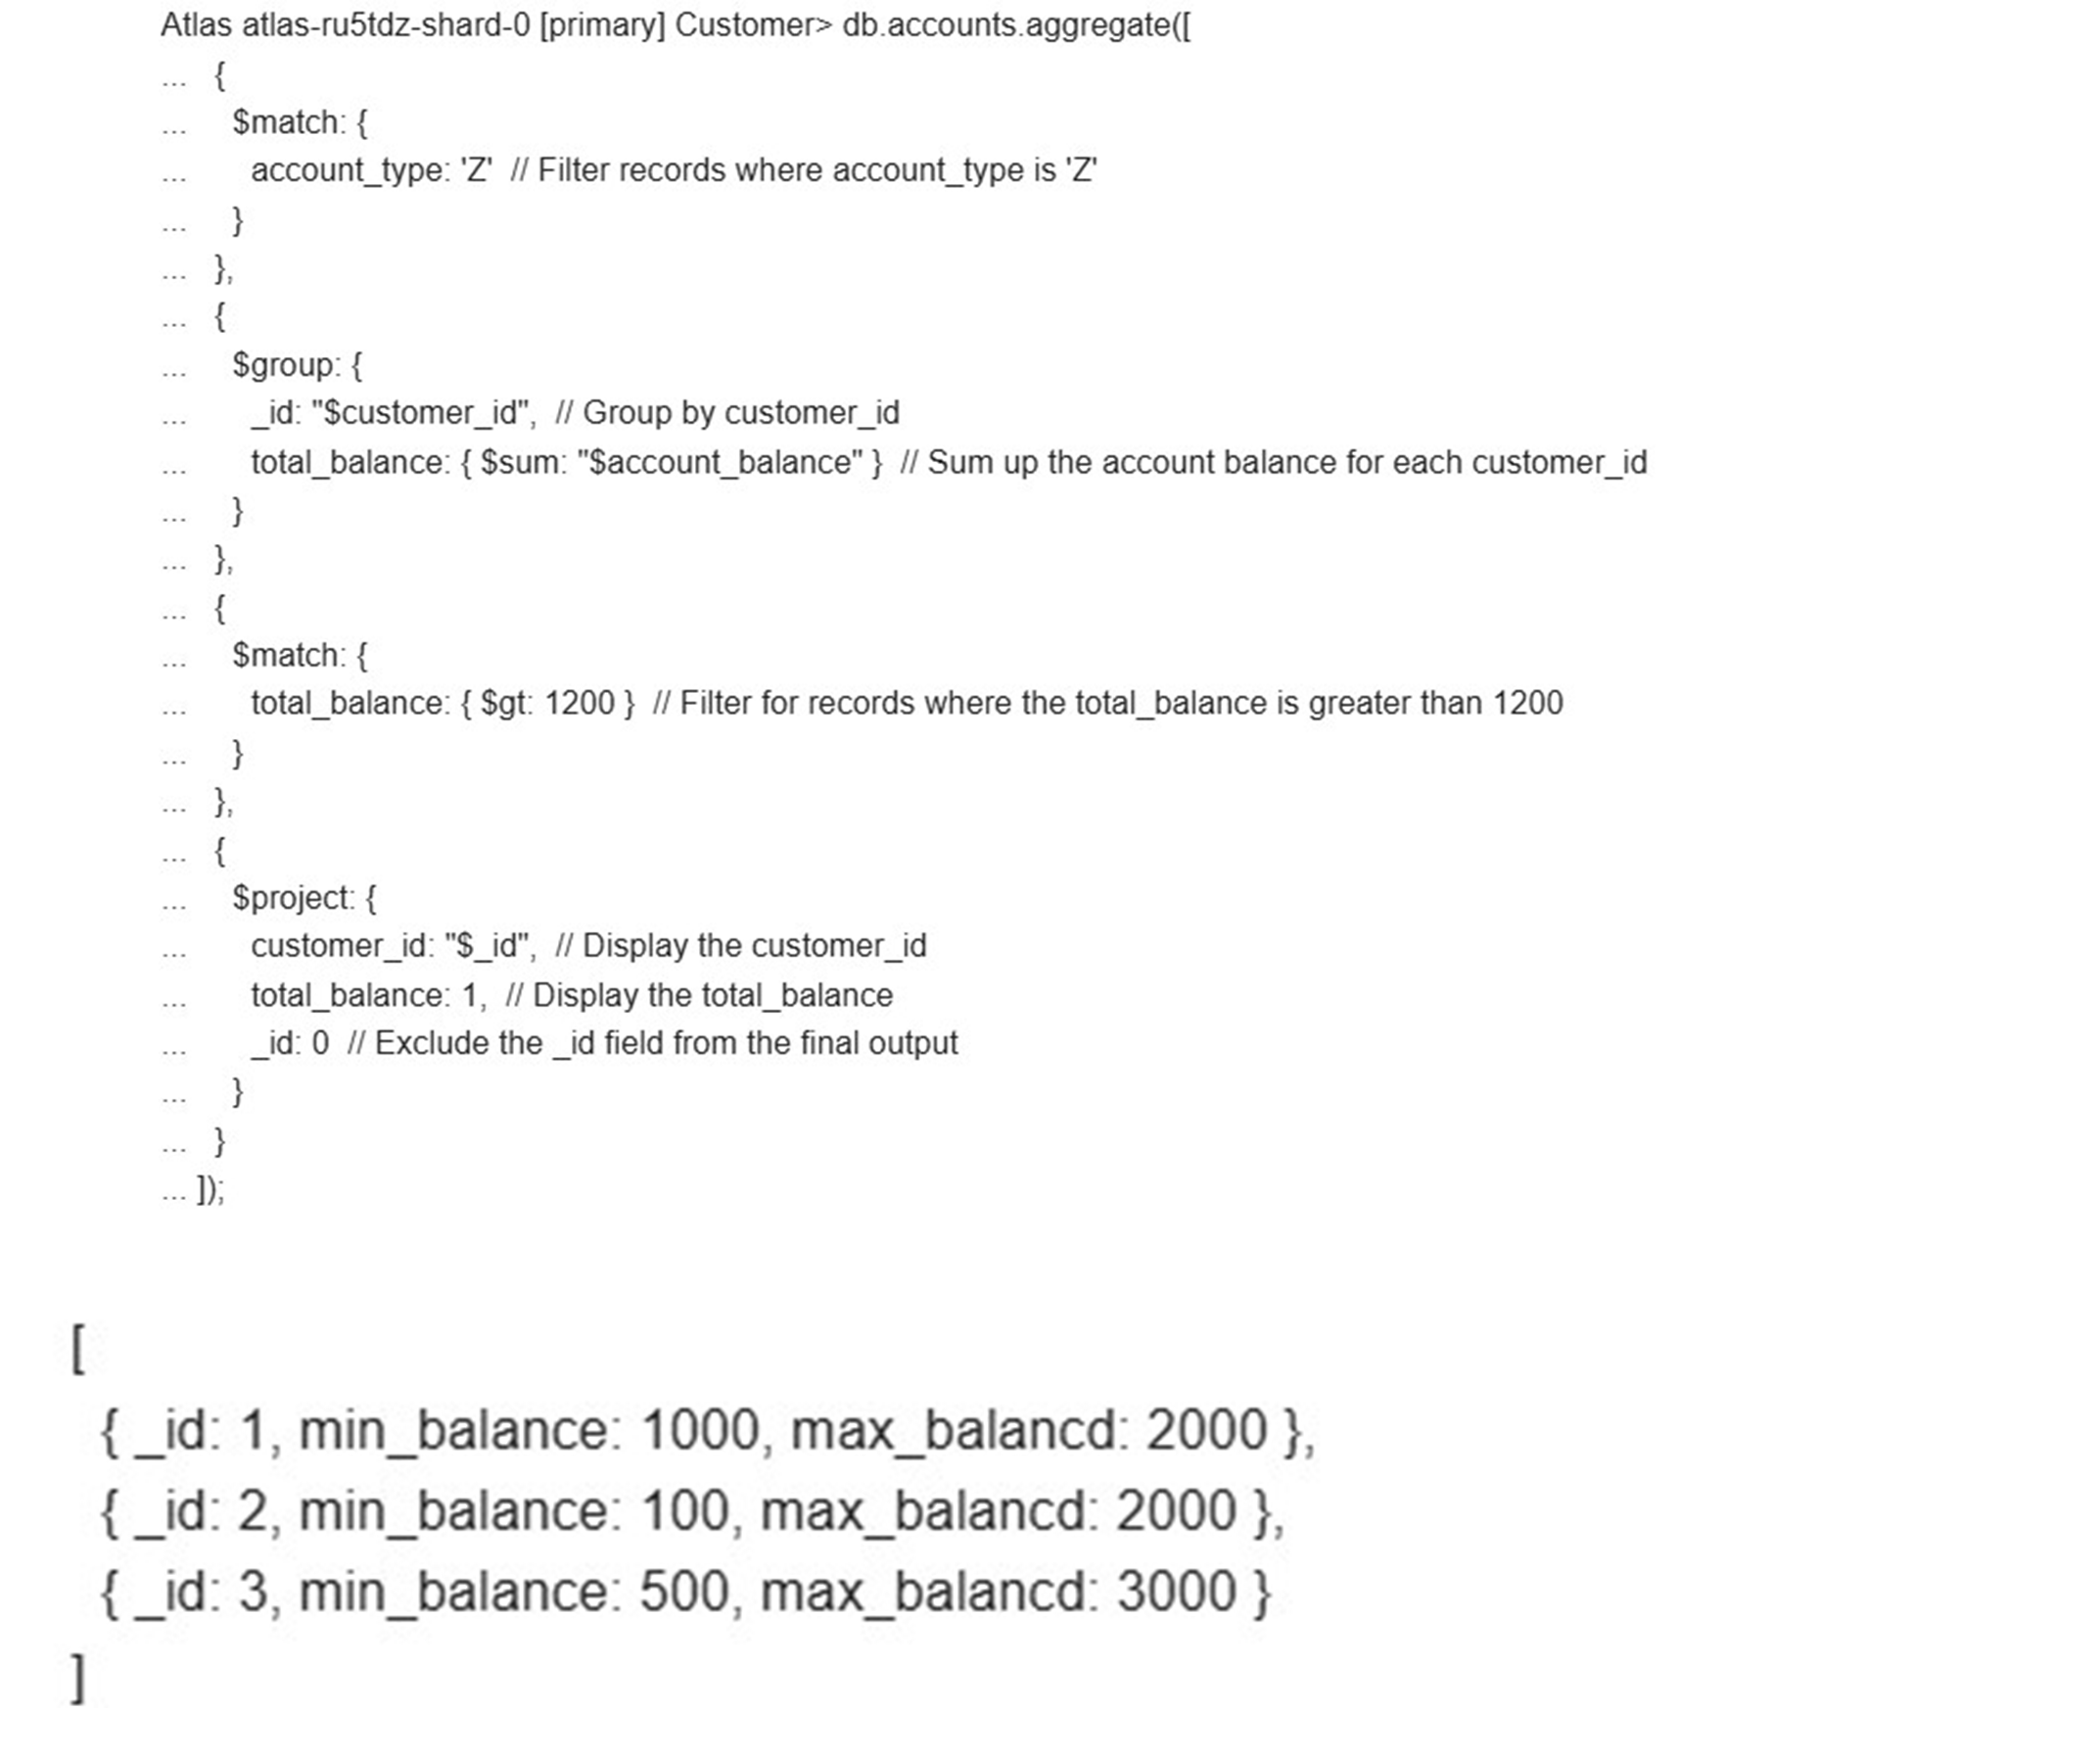 Atlas atlas-ru5tdz-shard-0 [primary] Customer> db.accounts.aggregate([
... {
... $match: {
... account_type: 'Z' // Filter records where account_type is 'Z'
... }
... },
... {
... $group: {
... _id: "$customer_id", // Group by customer_id
... total_balance: { $sum: "$account_balance" } // Sum up the account balance for each customer_id
... }
... },
... {
... $match: {
... total_balance: { $gt: 1200 } // Filter for records where the total_balance is greater than 1200
... }
... },
... {
... $project: {
... customer_id: "$_id", // Display the customer_id
... total_balance: 1, // Display the total_balance
... _id: 0 // Exclude the _id field from the final output
... }
... }
... ]);
[
{ _id: 1, min_balance: 1000, max_balancd: 2000 },
{ _id: 2, min_balance: 100, max_balancd: 2000 },
{ _id: 3, min_balance: 500, max_balancd: 3000 }
]